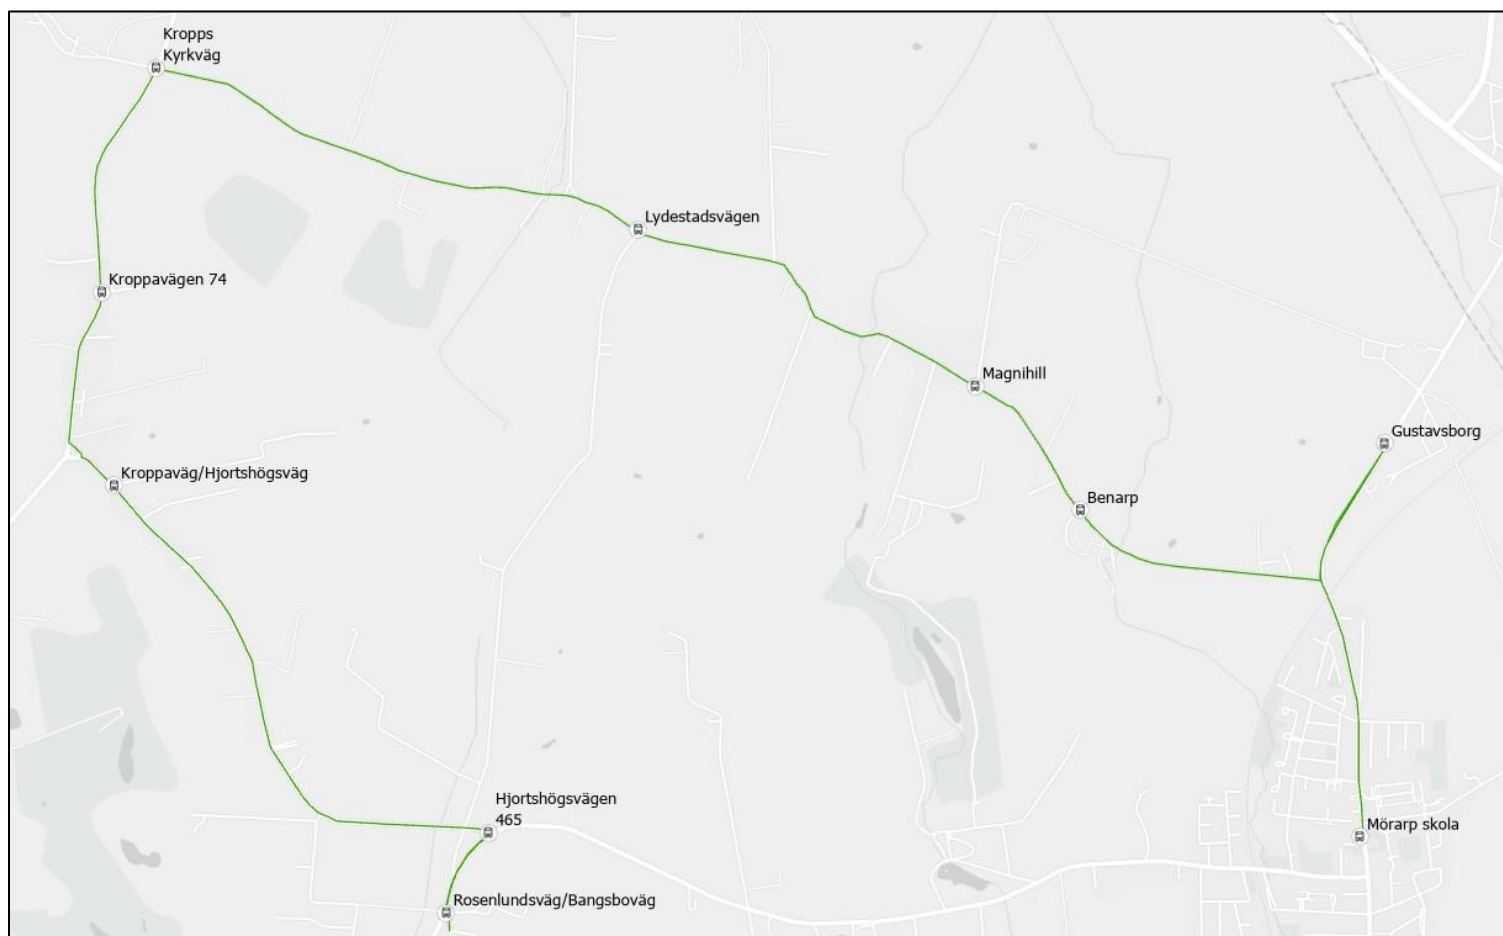 Kropps
Kyrkväg
Lydestadsvägen
Kroppavägen 74
Magnihill
Gustavsborg
Kroppaväg/Hjortshögsväg
Benarp
Hjortshögsvägen
465
Mörarp skola
Rosenlundsväg/Bangsboväg